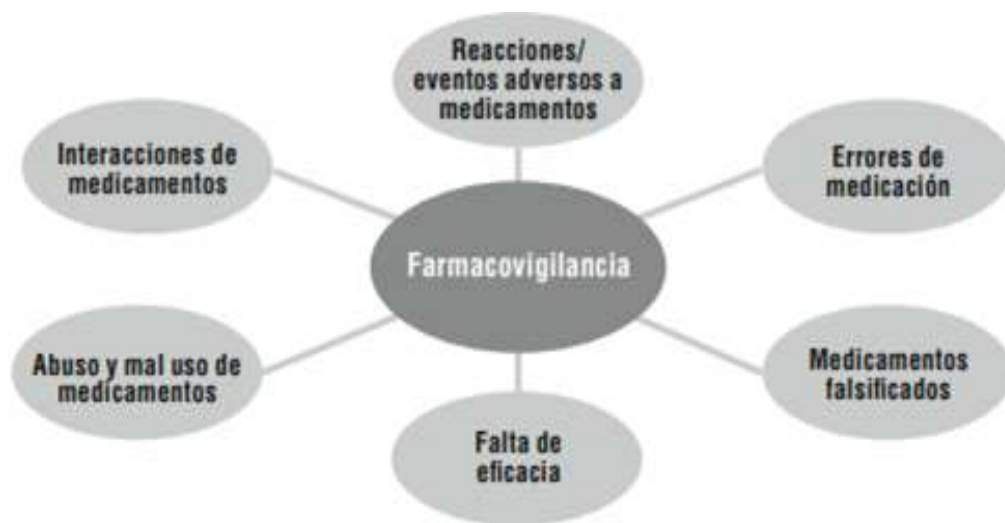 Reacciones/
eventos adversos a
medicamentos
Interacciones de
medicamentos
Errores de
medicación
Farmacovigilancia
Abuso y mal uso de
medicamentos
Medicamentos
falsificados
Falta de
eficacia